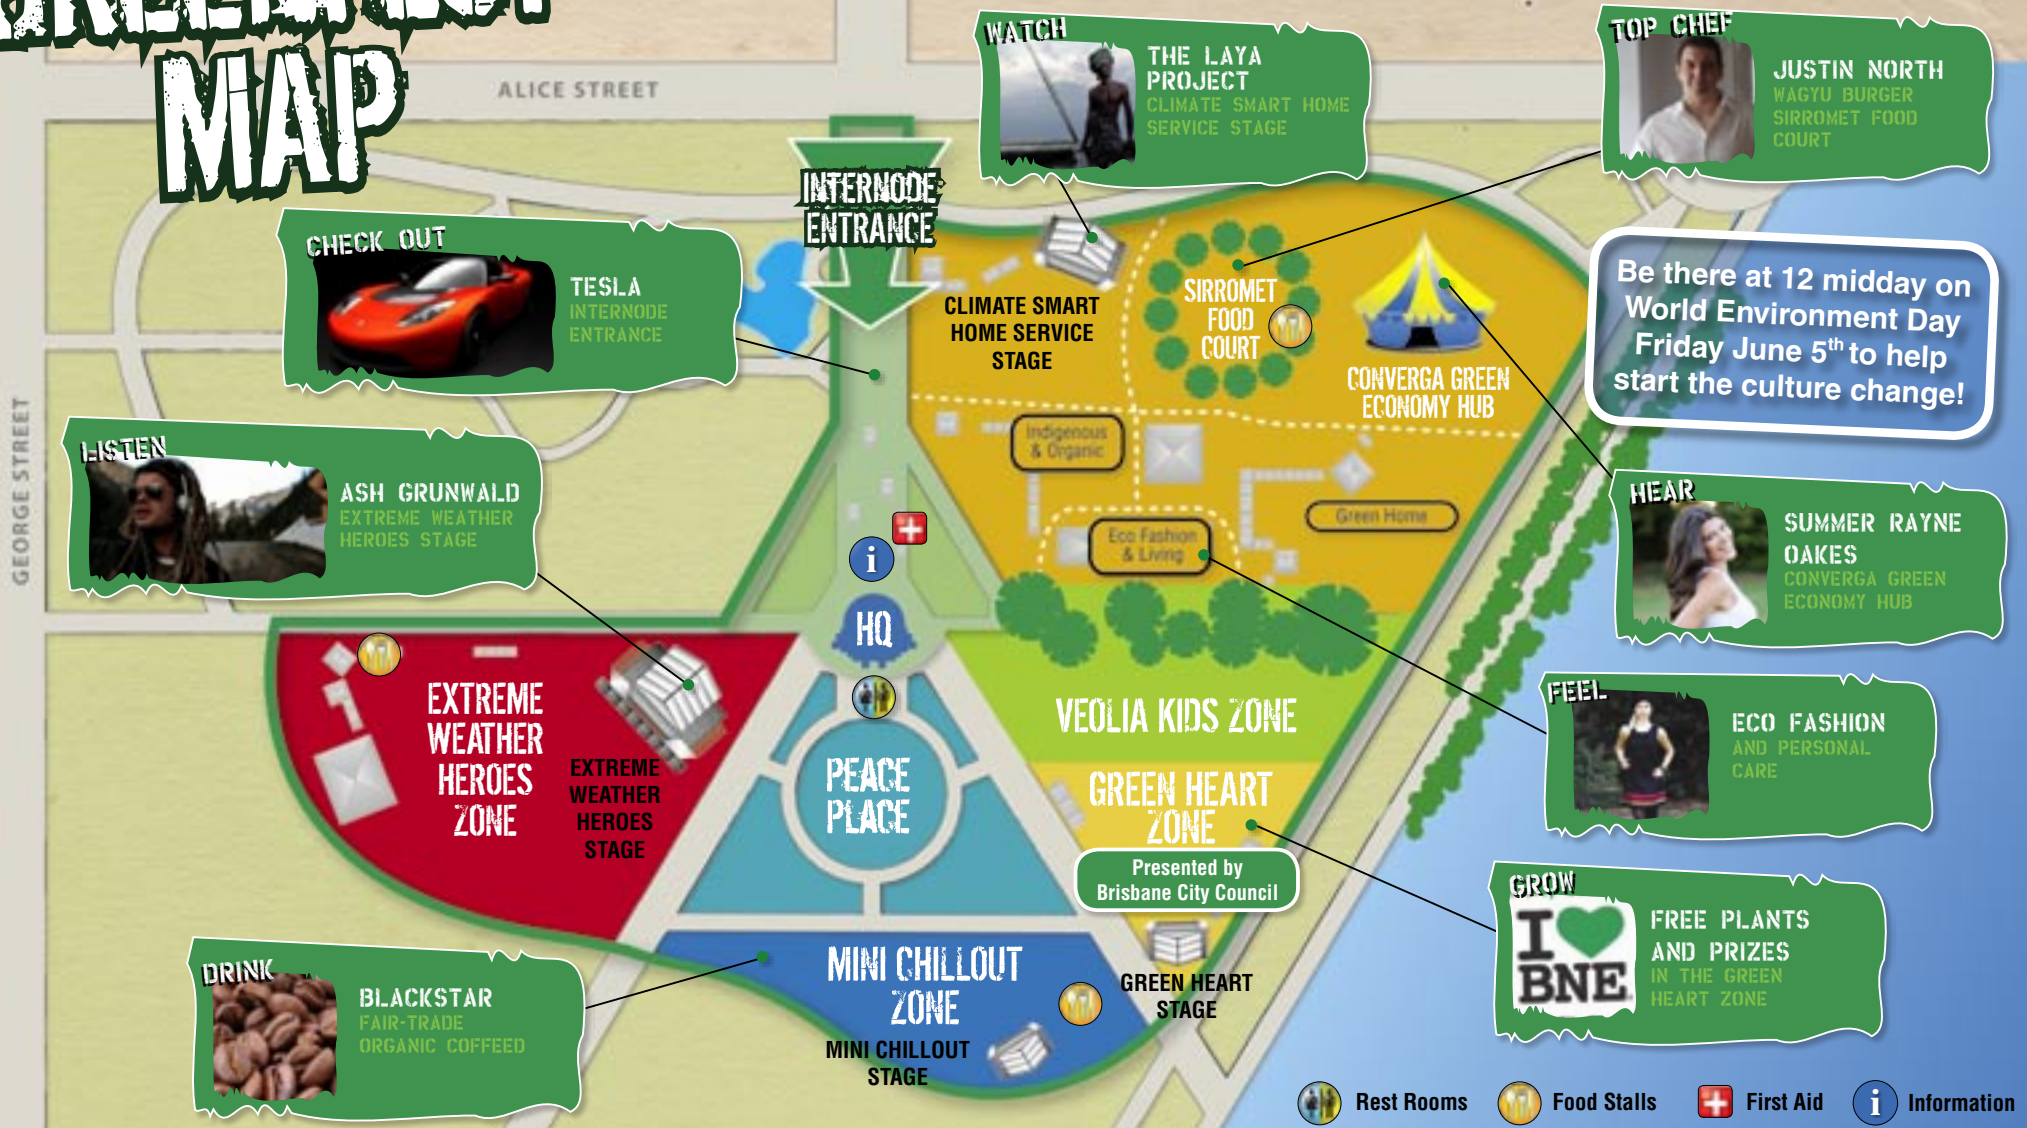 MAP
ALICE STREET
GEORGE STREET
INTERNODE
ENTRANCE
WATCH
THE LAYA
PROJECT
CLIMATE SMART HOME
SERVICE STAGE
TOP CHEF
JUSTIN NORTH
WAGYU BURGER
SIRROMET FOOD
COURT
CHECK OUT
TESLA
INTERNODE
ENTRANCE
CLIMATE SMART
HOME SERVICE
STAGE
SIRROMET
FOOD
COURT
CONVERGA GREEN
ECONOMY HUB
Be there at 12 midday on
World Environment Day
Friday June 5th to help
start the culture change!
LISTEN
ASH GRUNWALD
EXTREME WEATHER
HEROES STAGE
Indigenous
& Organic
Green Home
Eco Fashion
& Living
HEAR
SUMMER RAYNE
OAKES
CONVERGA GREEN
ECONOMY HUB
i
HQ
EXTREME
WEATHER
HEROES
ZONE
EXTREME
WEATHER
HEROES
STAGE
PEACE
PLACE
VEOLIA KIDS ZONE
GREEN HEART
ZONE
Presented by
Brisbane City Council
FEEL
ECO FASHION
AND PERSONAL
CARE
GROW
I
BNE
FREE PLANTS
AND PRIZES
IN THE GREEN
HEART ZONE
DRINK
BLACKSTAR
FAIR-TRADE
ORGANIC COFFEED
MINI CHILLOUT
ZONE
MINI CHILLOUT
STAGE
GREEN HEART
STAGE
Rest Rooms
Food Stalls
First Aid
i
Information